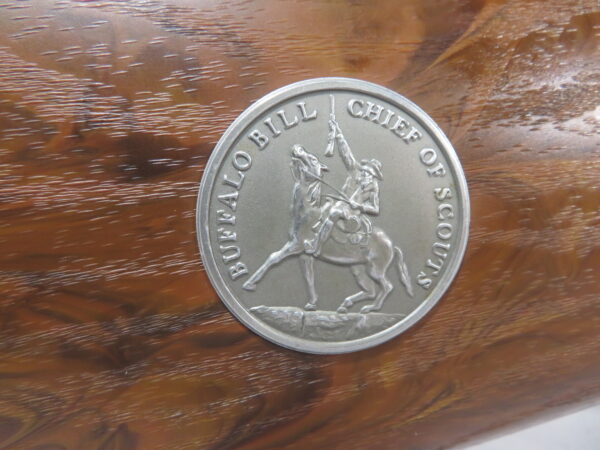 BUFFALO BILL CHIEF OF SCOUTS